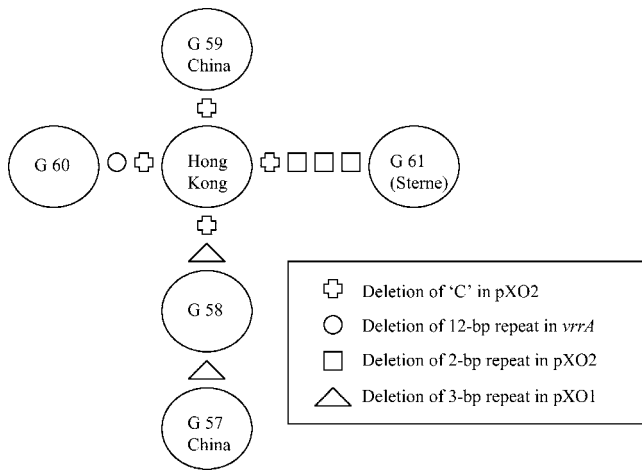 G 59
China
G 60
Hong
Kong
G 61
(Sterne)
G 58
G 57
China
Deletion of ‘C’ in pXO2
Deletion of 12-bp repeat in vrrA
Deletion of 2-bp repeat in pXO2
Deletion of 3-bp repeat in pXO1